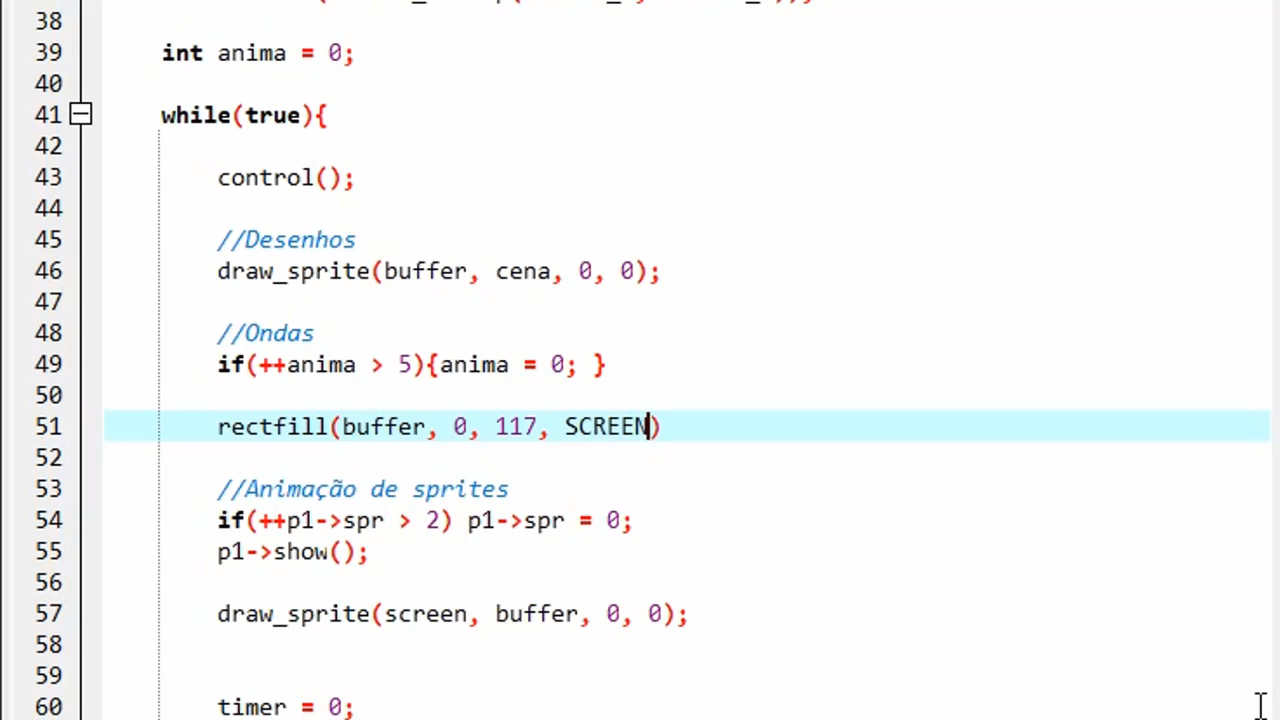 38
39 int anima = 0;
40
41 while(true){
42
43 control();
44
45 //Desenhos
46 draw_sprite(buffer, cena, 0, 0);
47
48 //Ondas
49 if(++anima > 5){anima = 0; }
50
51 rectfill(buffer, 0, 117, SCREEN)
52
53 //Animação de sprites
54 if(++p1->spr > 2) p1->spr = 0;
55 p1->show();
56
57 draw_sprite(screen, buffer, 0, 0);
58
59
60 timer = 0;